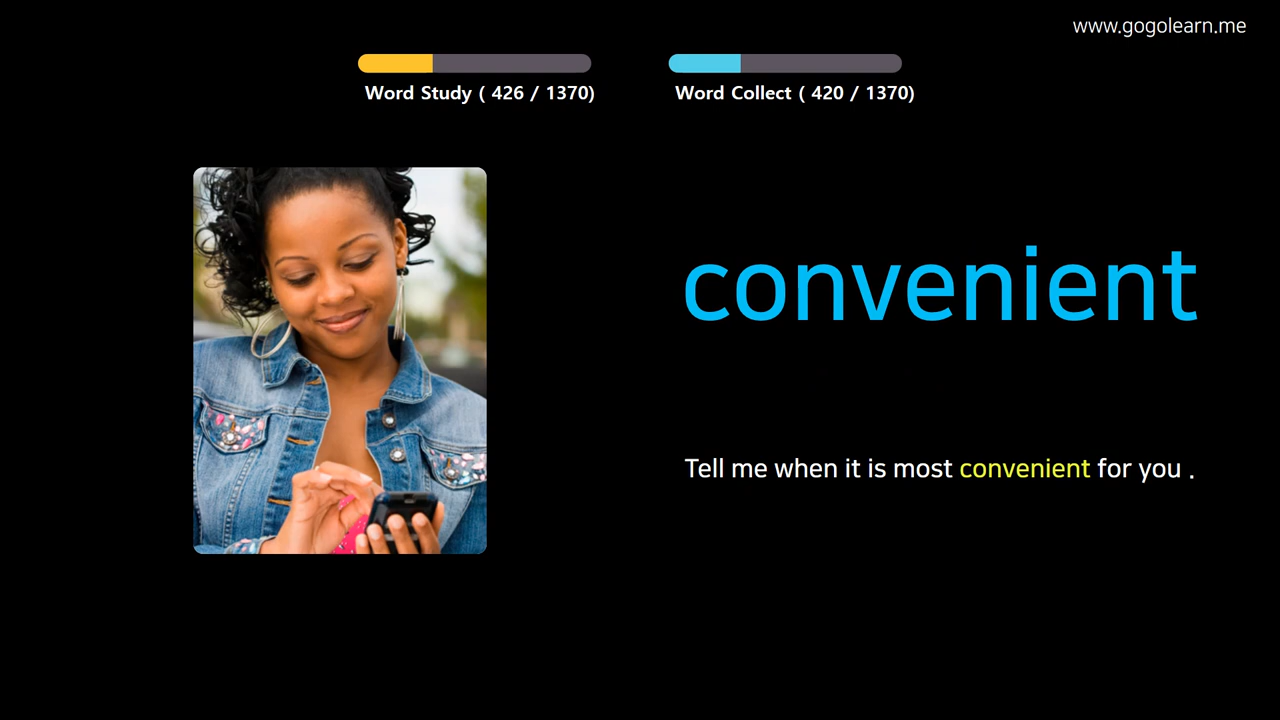 www.gogolearn.me
Word Study ( 426 / 1370)
Word Collect ( 420 / 1370)
convenient
Tell me when it is most convenient for you .